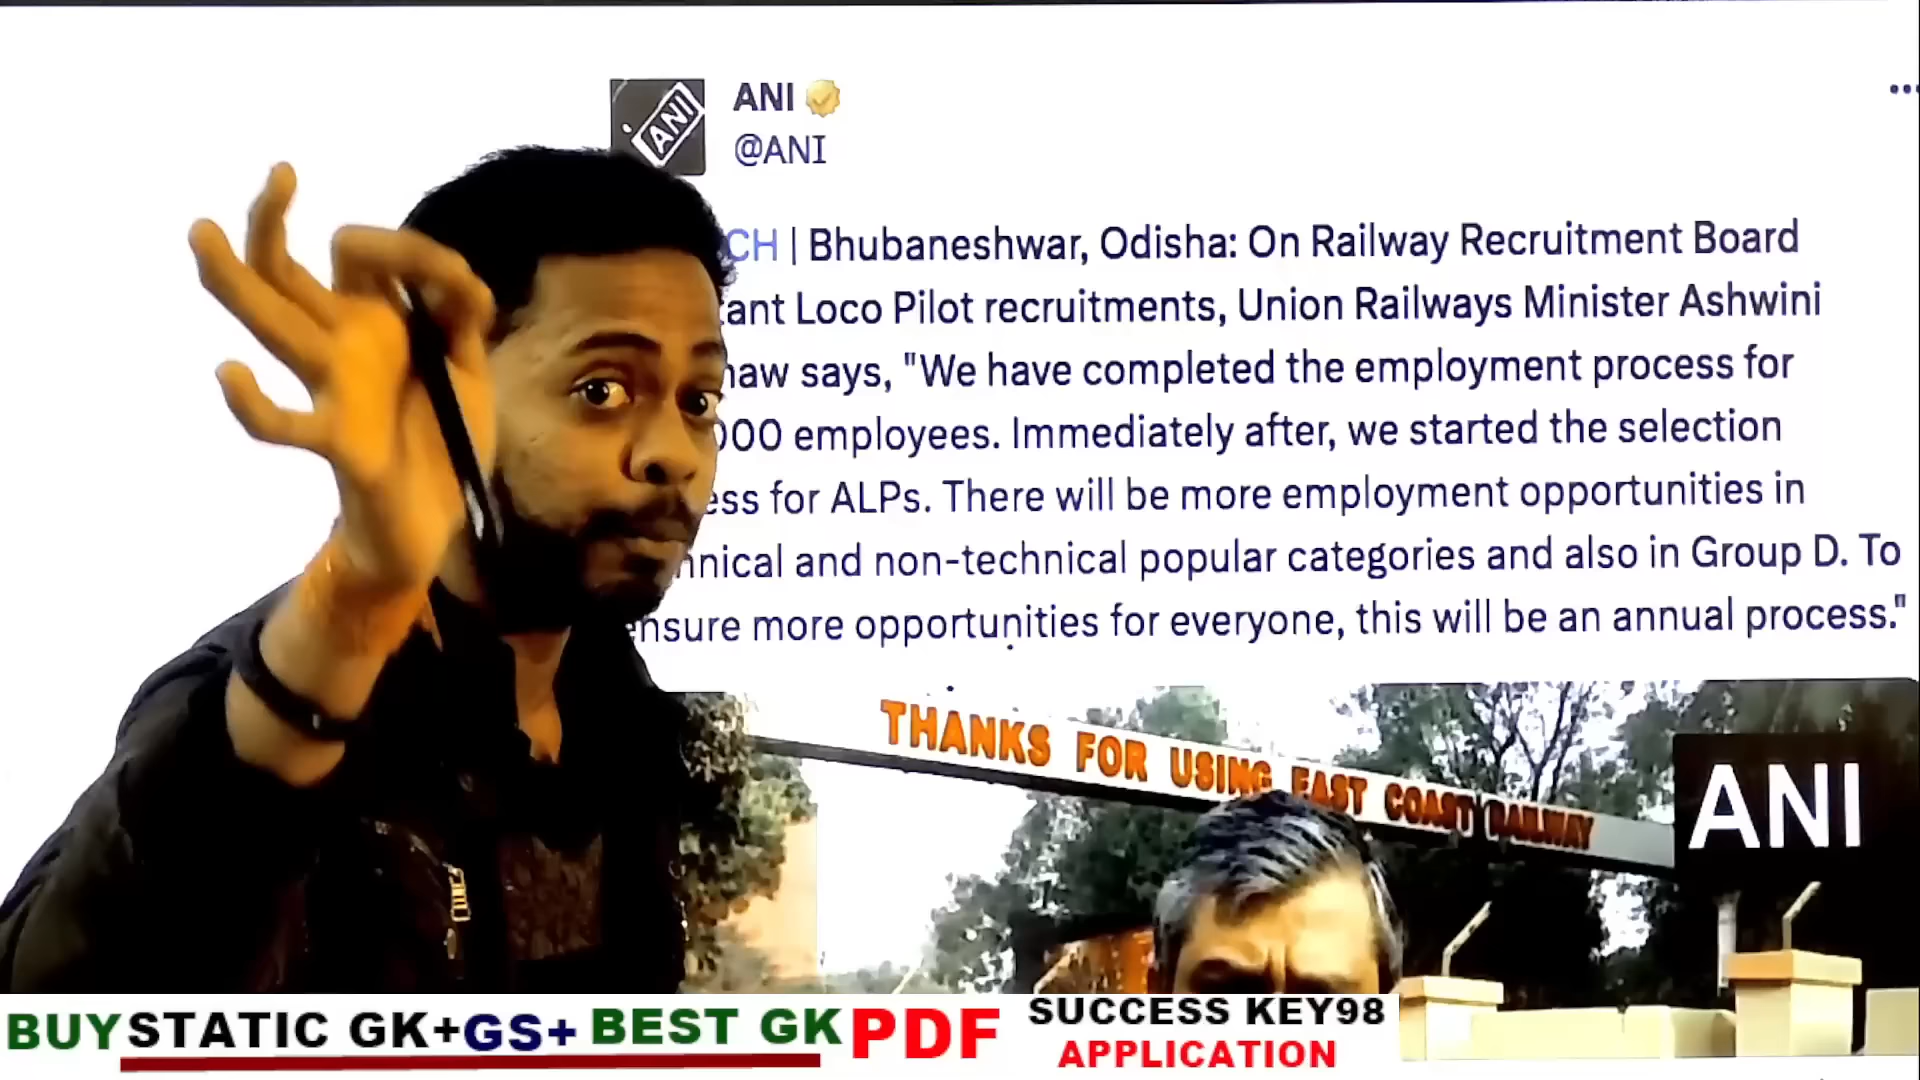 ANI
ANI
@ANI
CH | Bhubaneshwar, Odisha: On Railway Recruitment Board
tant Loco Pilot recruitments, Union Railways Minister Ashwini
haw says, "We have completed the employment process for
000 employees. Immediately after, we started the selection
ess for ALPs. There will be more employment opportunities in
hnical and non-technical popular categories and also in Group D. To
ensure more opportunities for everyone, this will be an annual process."
THANKS FOR USING EAST COAST RAILWAY
ANI
BUY STATIC GK+GS+ BEST GK PDF
SUCCESS KEY98
APPLICATION